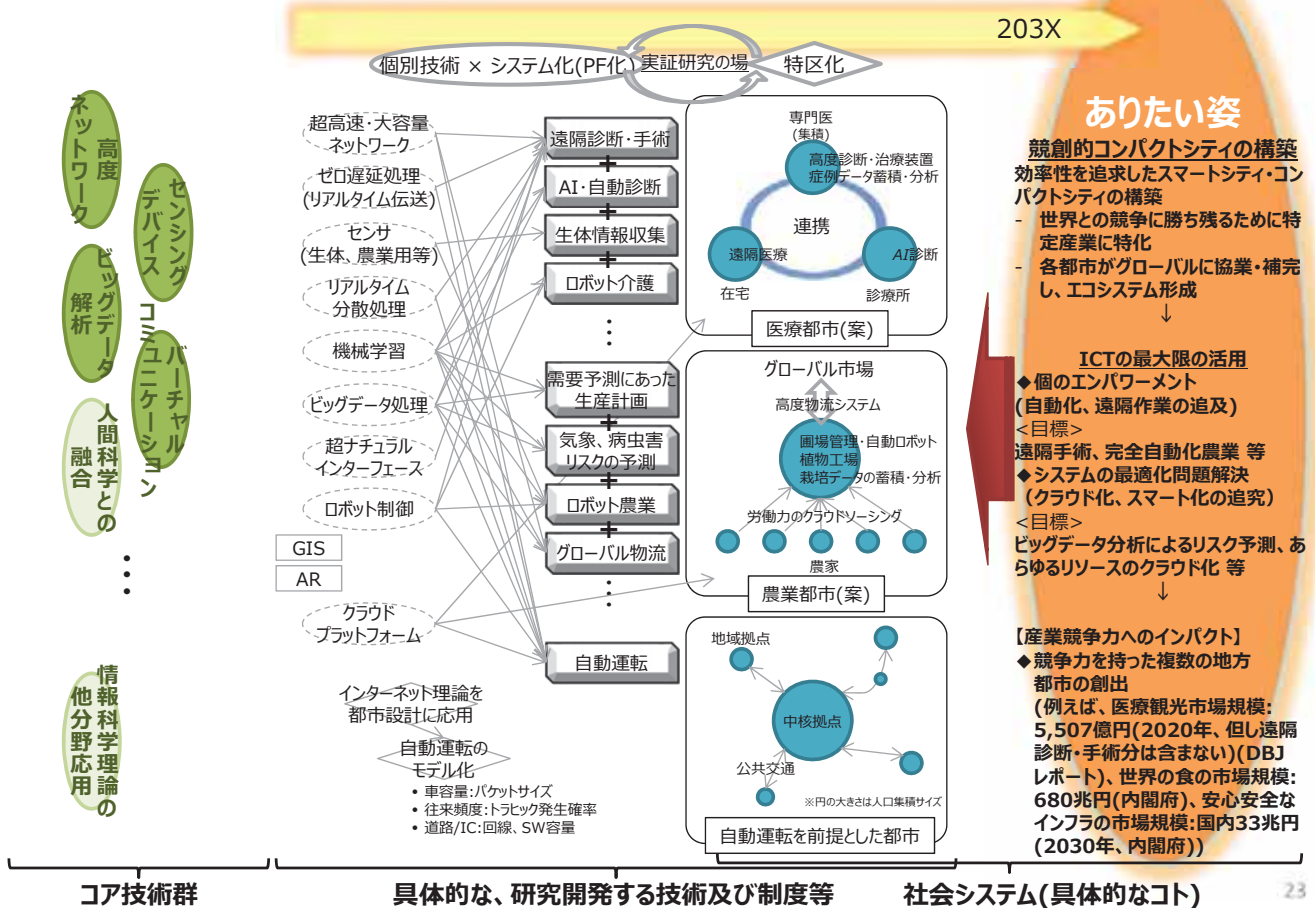 203X
個別技術 × システム化(PF化)
実証研究の場
特区化
高度
ネットワーク
センシング
デバイス
ビッグデータ
解析
バーチャル
コミュニケーション
人間科学との
融合
⋮
情報科学理論の
他分野応用
超高速・大容量
ネットワーク
ゼロ遅延処理
(リアルタイム伝送)
センサ
(生体、農業用等)
リアルタイム
分散処理
機械学習
ビッグデータ処理
超ナチュラル
インターフェース
ロボット制御
GIS
AR
クラウド
プラットフォーム
インターネット理論を
都市設計に応用
自動運転の
モデル化
• 車容量:パケットサイズ
• 往来頻度:トラヒック発生確率
• 道路/IC:回線、SW容量
遠隔診断・手術
+
AI・自動診断
+
生体情報収集
+
ロボット介護
⋮
需要予測にあった
生産計画
+
気象、病虫害
リスクの予測
+
ロボット農業
+
グローバル物流
⋮
自動運転
専門医
(集積)
高度診断・治療装置
症例データ蓄積・分析
連携
遠隔医療
AI診断
在宅
診療所
医療都市(案)
グローバル市場
高度物流システム
圃場管理・自動ロボット
植物工場
栽培データの蓄積・分析
労働力のクラウドソーシング
農家
農業都市(案)
地域拠点
中核拠点
公共交通
※円の大きさは人口集積サイズ
自動運転を前提とした都市
ありたい姿
競創的コンパクトシティの構築
効率性を追求したスマートシティ・コン
パクトシティの構築
- 世界との競争に勝ち残るために特
定産業に特化
- 各都市がグローバルに協業・補完
し、エコシステム形成
↓
ICTの最大限の活用
◆個のエンパワーメント
(自動化、遠隔作業の追及)
<目標>
遠隔手術、完全自動化農業 等
◆システムの最適化問題解決
(クラウド化、スマート化の追究)
<目標>
ビッグデータ分析によるリスク予測、あ
らゆるリソースのクラウド化 等
↓
【産業競争力へのインパクト】
◆競争力を持った複数の地方
都市の創出
(例えば、医療観光市場規模:
5,507億円(2020年、但し遠隔
診断・手術分は含まない)(DBJ
レポート)、世界の食の市場規模:
680兆円(内閣府)、安心安全な
インフラの市場規模:国内33兆円
(2030年、内閣府))
コア技術群
具体的な、研究開発する技術及び制度等
社会システム(具体的なコト)
23